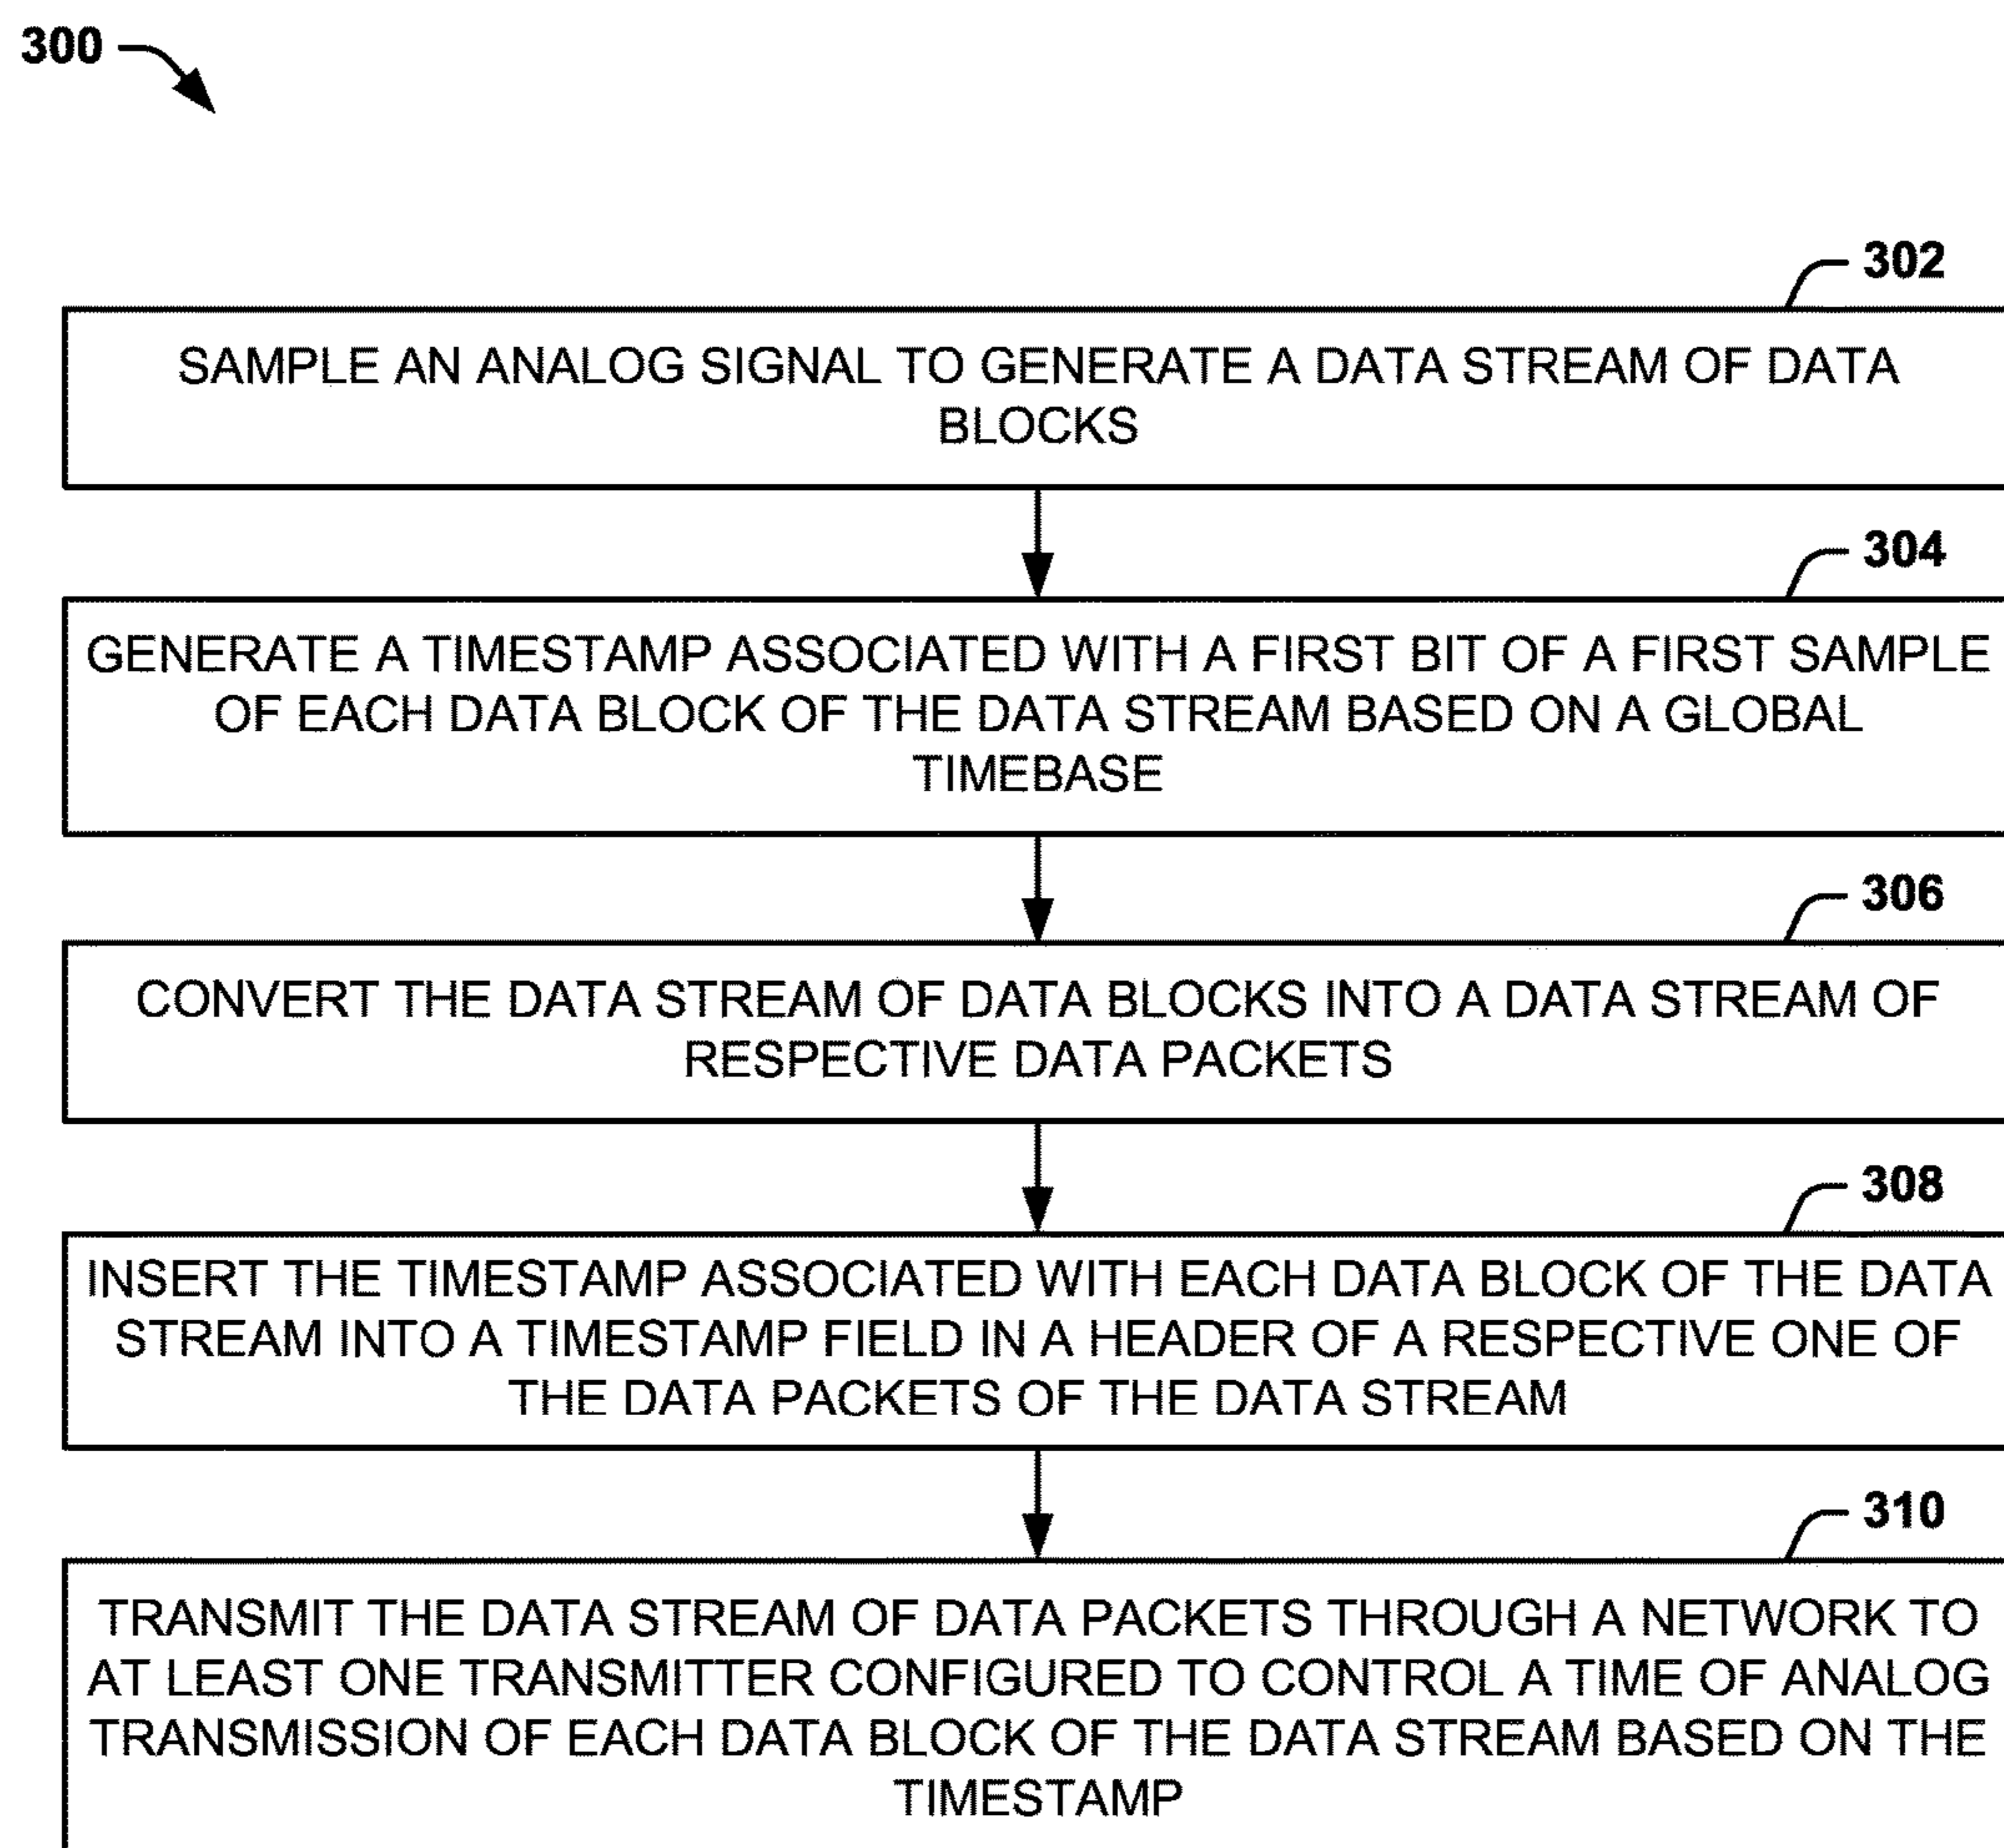 300
302
SAMPLE AN ANALOG SIGNAL TO GENERATE A DATA STREAM OF DATA
BLOCKS
304
GENERATE A TIMESTAMP ASSOCIATED WITH A FIRST BIT OF A FIRST SAMPLE
OF EACH DATA BLOCK OF THE DATA STREAM BASED ON A GLOBAL
TIMEBASE
306
CONVERT THE DATA STREAM OF DATA BLOCKS INTO A DATA STREAM OF
RESPECTIVE DATA PACKETS
308
INSERT THE TIMESTAMP ASSOCIATED WITH EACH DATA BLOCK OF THE DATA
STREAM INTO A TIMESTAMP FIELD IN A HEADER OF A RESPECTIVE ONE OF
THE DATA PACKETS OF THE DATA STREAM
310
TRANSMIT THE DATA STREAM OF DATA PACKETS THROUGH A NETWORK TO
AT LEAST ONE TRANSMITTER CONFIGURED TO CONTROL A TIME OF ANALOG
TRANSMISSION OF EACH DATA BLOCK OF THE DATA STREAM BASED ON THE
TIMESTAMP